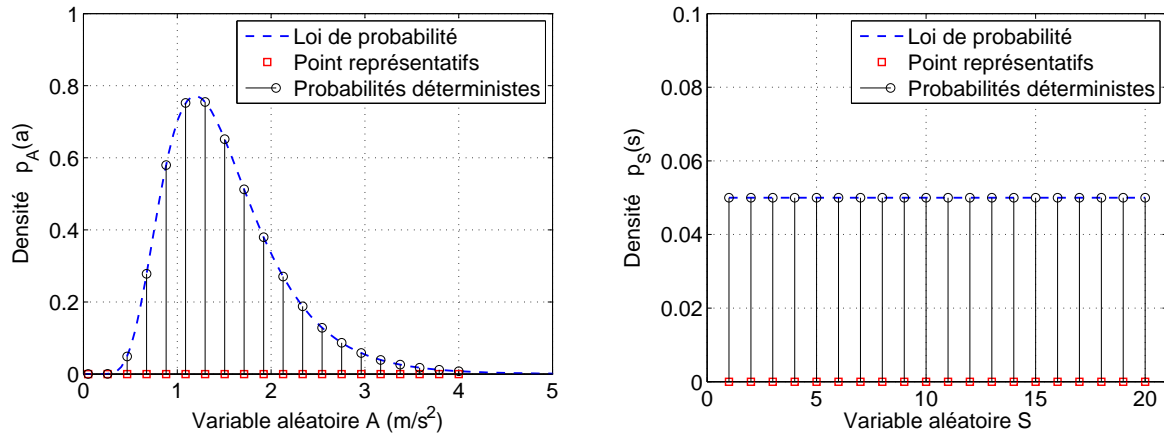 1
0.8
0.6
0.4
0.2
0
0 1 2 3 4 5
Densité p_A(a)
Variable aléatoire A (m/s²)
Loi de probabilité
Point représentatifs
Probabilités déterministes
0.1
0.08
0.06
0.04
0.02
0
0 5 10 15 20
Densité p_S(s)
Variable aléatoire S
Loi de probabilité
Point représentatifs
Probabilités déterministes